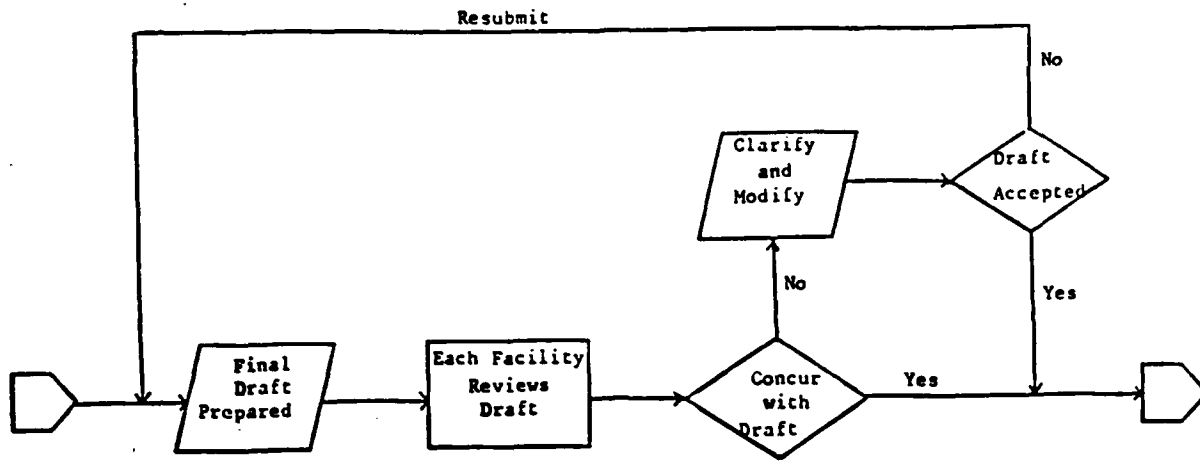 Resubmit
No
Clarify
and
Modify
Draft
Accepted
No
Yes
Final
Draft
Prepared
Each Facility
Reviews
Draft
Concur
with
Draft
Yes